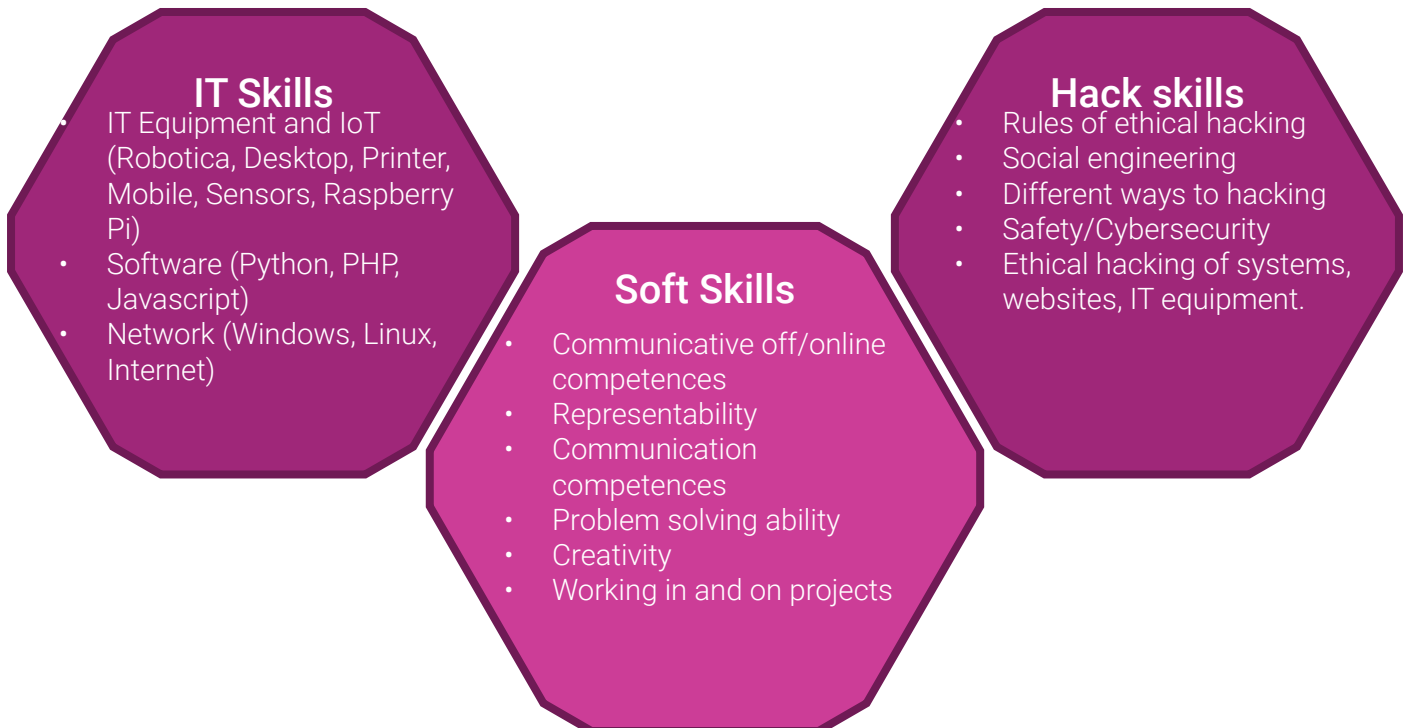 IT Skills
• IT Equipment and IoT
(Robotica, Desktop, Printer,
Mobile, Sensors, Raspberry
Pi)
• Software (Python, PHP,
Javascript)
• Network (Windows, Linux,
Internet)
Soft Skills
• Communicative off/online
competences
• Representability
• Communication
competences
• Problem solving ability
• Creativity
• Working in and on projects
Hack skills
• Rules of ethical hacking
• Social engineering
• Different ways to hacking
• Safety/Cybersecurity
• Ethical hacking of systems,
websites, IT equipment.